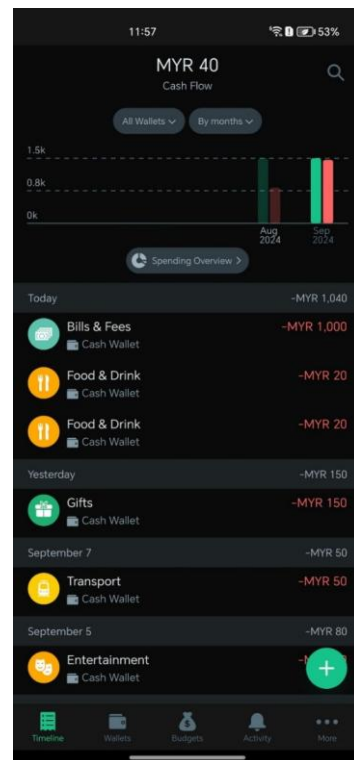 11:57 53%
MYR 40
Cash Flow
All Wallets By months
1.5k
0.8k
0k
Aug Sep
2024 2024
Spending Overview >
Today -MYR 1,040
Bills & Fees -MYR 1,000
Cash Wallet
Food & Drink -MYR 20
Cash Wallet
Food & Drink -MYR 20
Cash Wallet
Yesterday -MYR 150
Gifts -MYR 150
Cash Wallet
September 7 -MYR 50
Transport -MYR 50
Cash Wallet
September 5 -MYR 80
Entertainment
Cash Wallet
Timeline Wallets Budgets Activity More